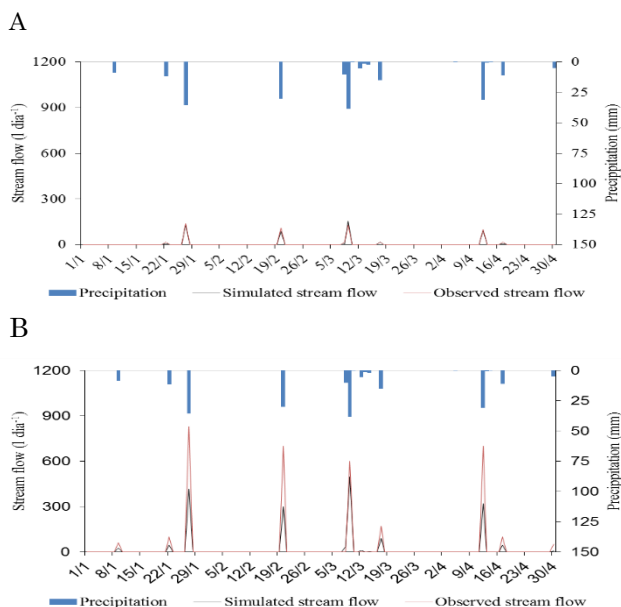 A
1200 900 600 300 0
Stream flow (l dia⁻¹)
0 25 50 75 100 125 150
Precippitation (mm)
1/1 8/1 15/1 22/1 29/1 5/2 12/2 19/2 26/2 5/3 12/3 19/3 26/3 2/4 9/4 16/4 23/4 30/4
Precipitation Simulated stream flow Observed stream flow
B
1200 900 600 300 0
Stream flow (l dia⁻¹)
0 25 50 75 100 125 150
Precippitation (mm)
1/1 8/1 15/1 22/1 29/1 5/2 12/2 19/2 26/2 5/3 12/3 19/3 26/3 2/4 9/4 16/4 23/4 30/4
Precipitation Simulated stream flow Observed stream flow